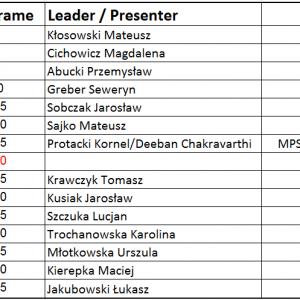 rame Leader / Presenter
Kłosowski Mateusz
Cichowicz Magdalena
Abucki Przemysław
0 Greber Seweryn
5 Sobczak Jarosław
0 Sajko Mateusz
5 Protacki Kornel/Deeban Chakravarthi MPS
0
5 Krawczyk Tomasz
0 Kusiak Jarosław
5 Szczuka Lucjan
0 Trochanowska Karolina
5 Młotkowska Urszula
0 Kierepka Maciej
5 Jakubowski Łukasz